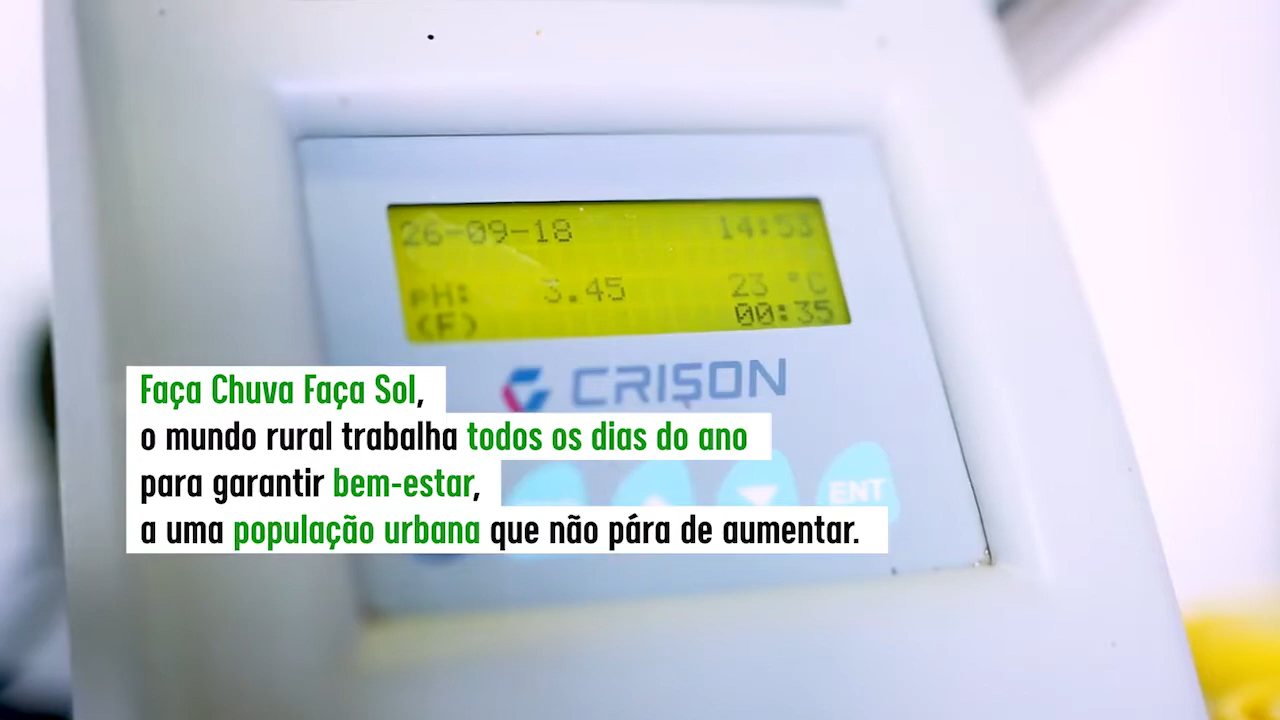 26-09-18 14:53
pH: 3.45 23 °C
(F) 00:35
CRISON
ENT
Faça Chuva Faça Sol,
o mundo rural trabalha todos os dias do ano
para garantir bem-estar,
a uma população urbana que não pára de aumentar.